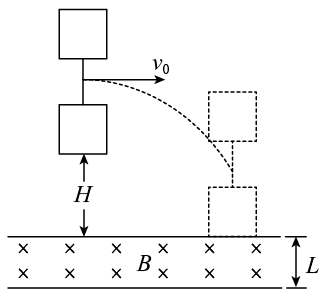 v₀
H
× × × × × ×
B
× × × × × ×
L